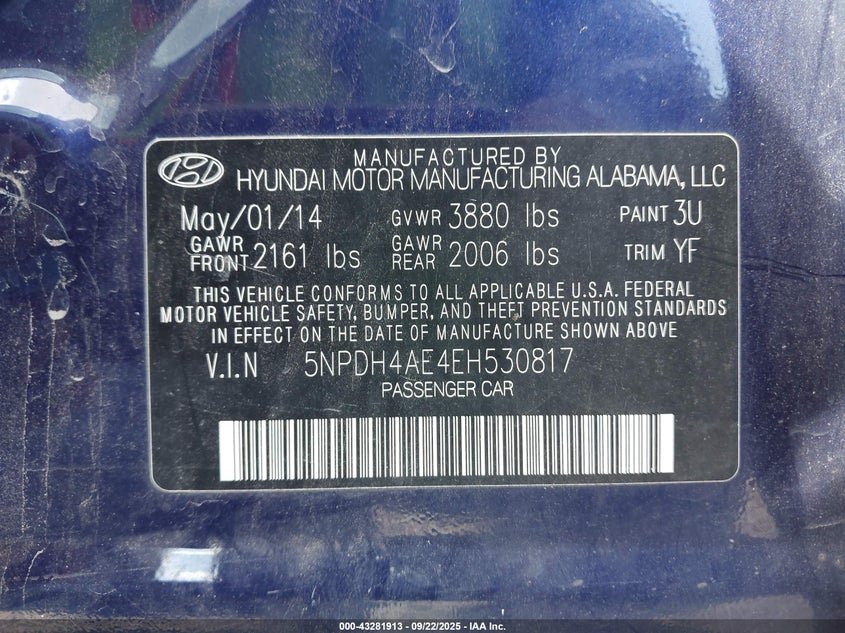 MANUFACTURED BY
HYUNDAI MOTOR MANUFACTURING ALABAMA, LLC
May/01/14 GVWR 3880 lbs PAINT 3U
GAWR FRONT 2161 lbs GAWR REAR 2006 lbs TRIM YF
THIS VEHICLE CONFORMS TO ALL APPLICABLE U.S.A. FEDERAL
MOTOR VEHICLE SAFETY, BUMPER, AND THEFT PREVENTION STANDARDS
IN EFFECT ON THE DATE OF MANUFACTURE SHOWN ABOVE
V.I.N 5NPDH4AE4EH530817
PASSENGER CAR
000-43281913 - 09/22/2025 - IAA Inc.